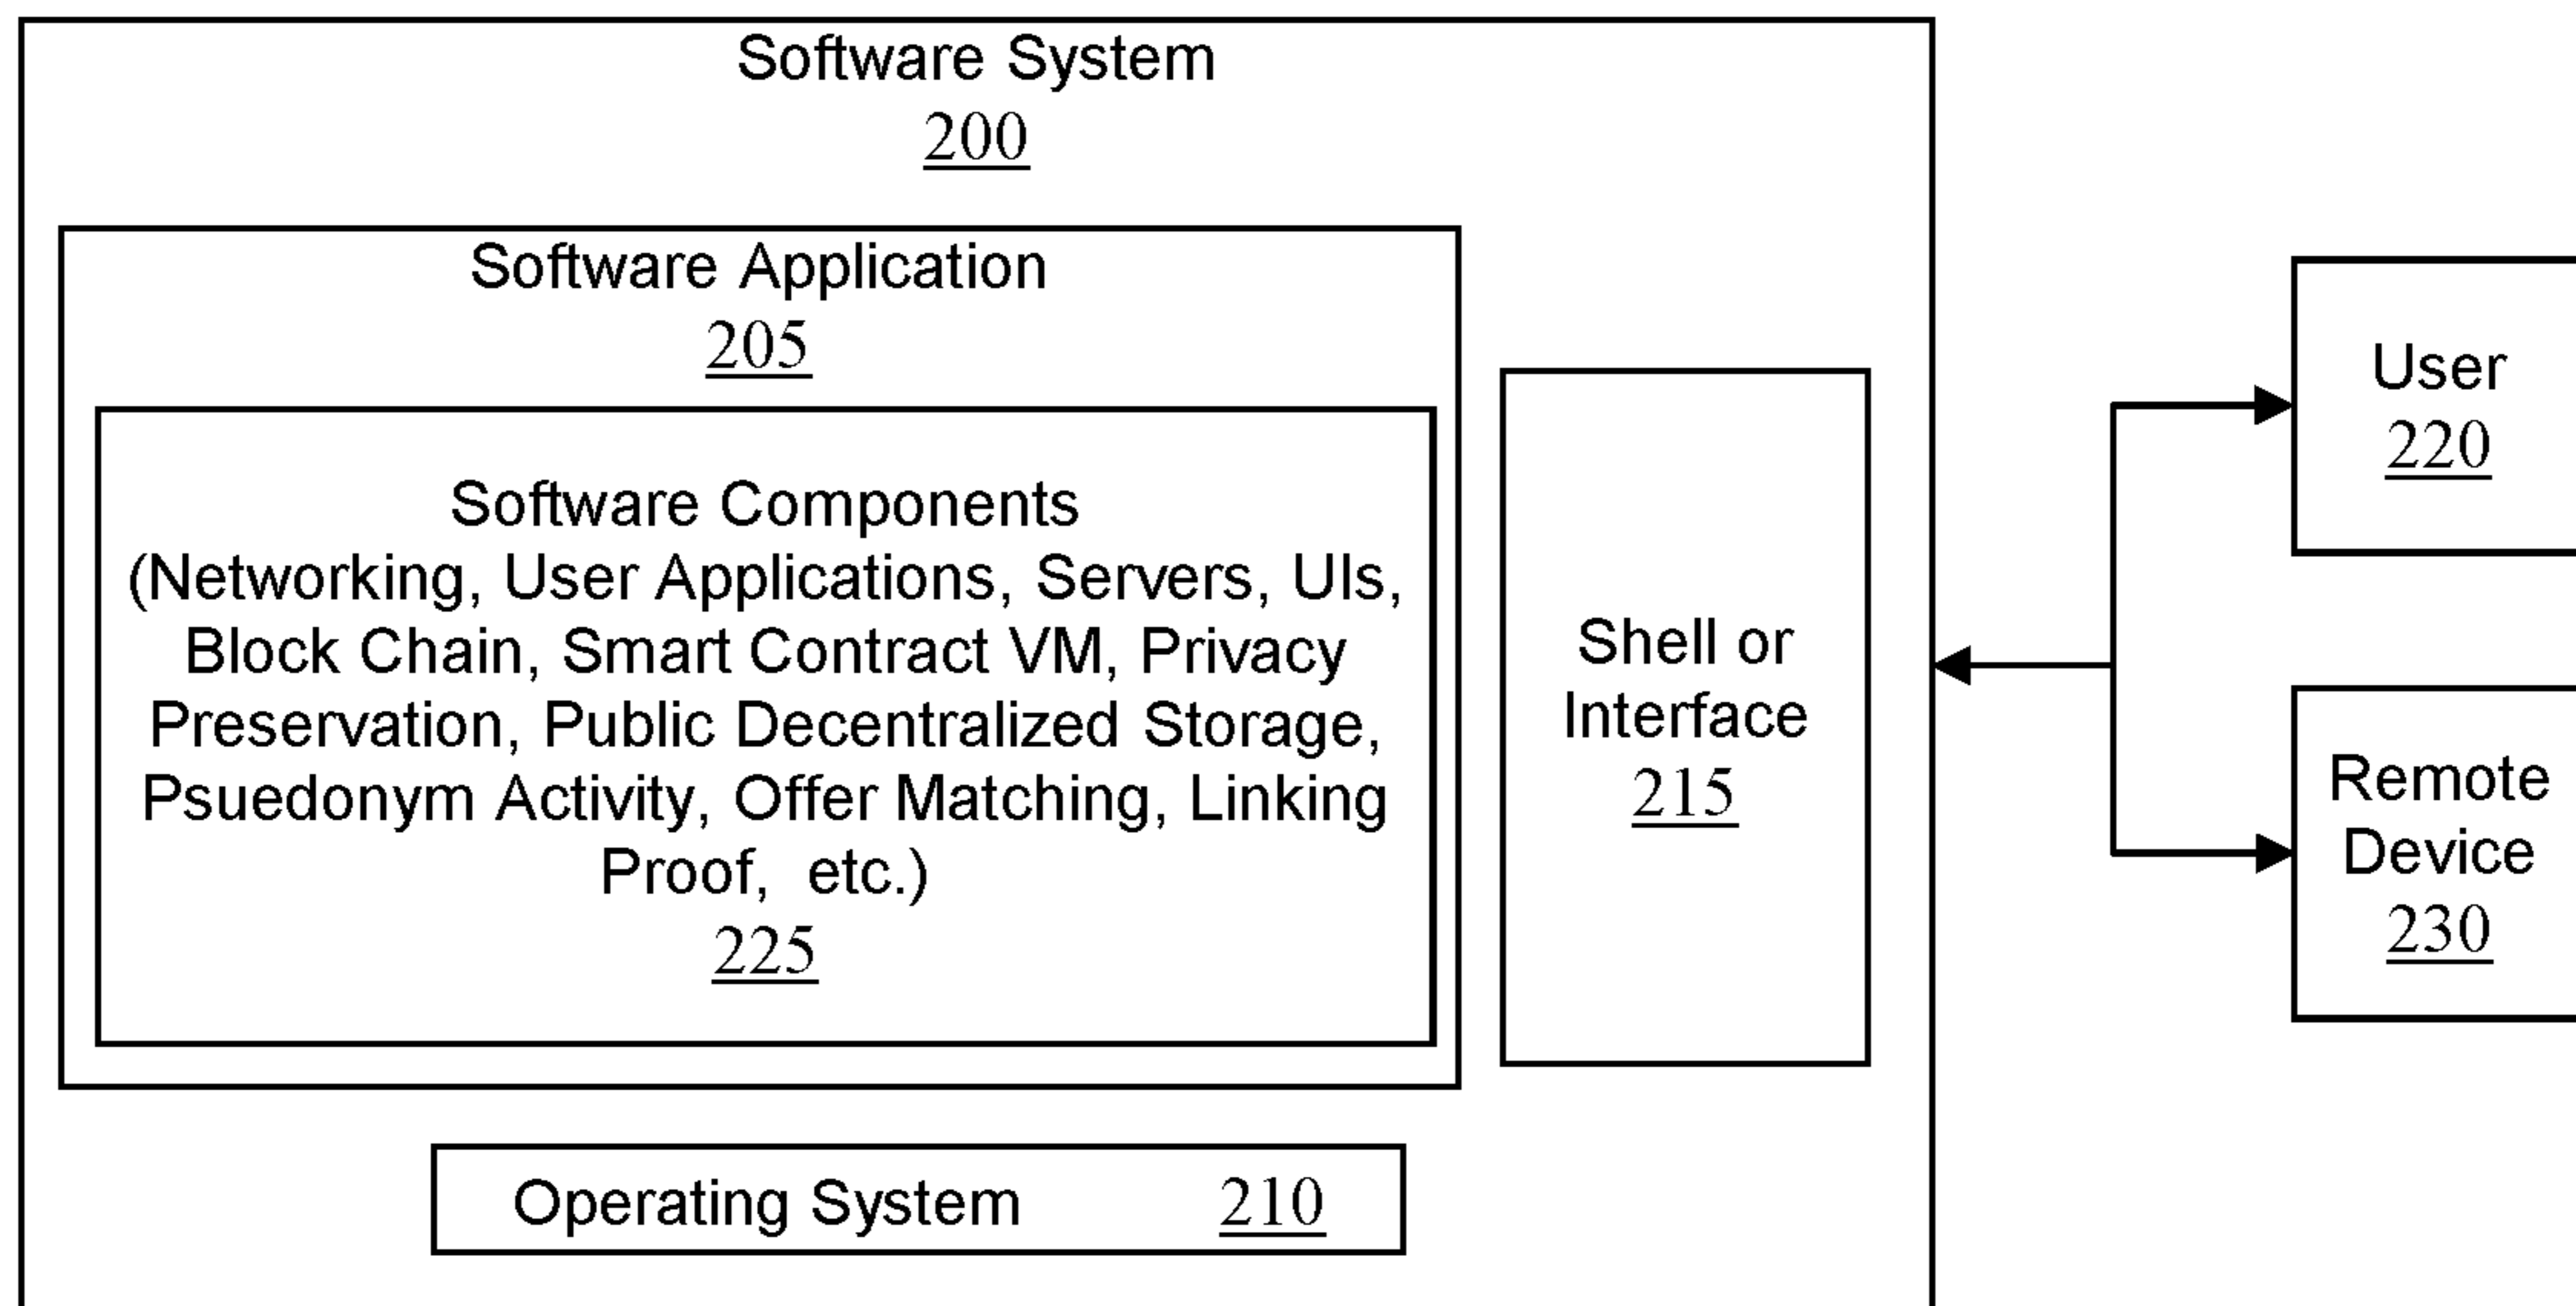 Software System
200
Software Application
205
Software Components
(Networking, User Applications, Servers, UIs,
Block Chain, Smart Contract VM, Privacy
Preservation, Public Decentralized Storage,
Psuedonym Activity, Offer Matching, Linking
Proof,  etc.)
225
Shell or
Interface
215
Operating System 210
User
220
Remote
Device
230